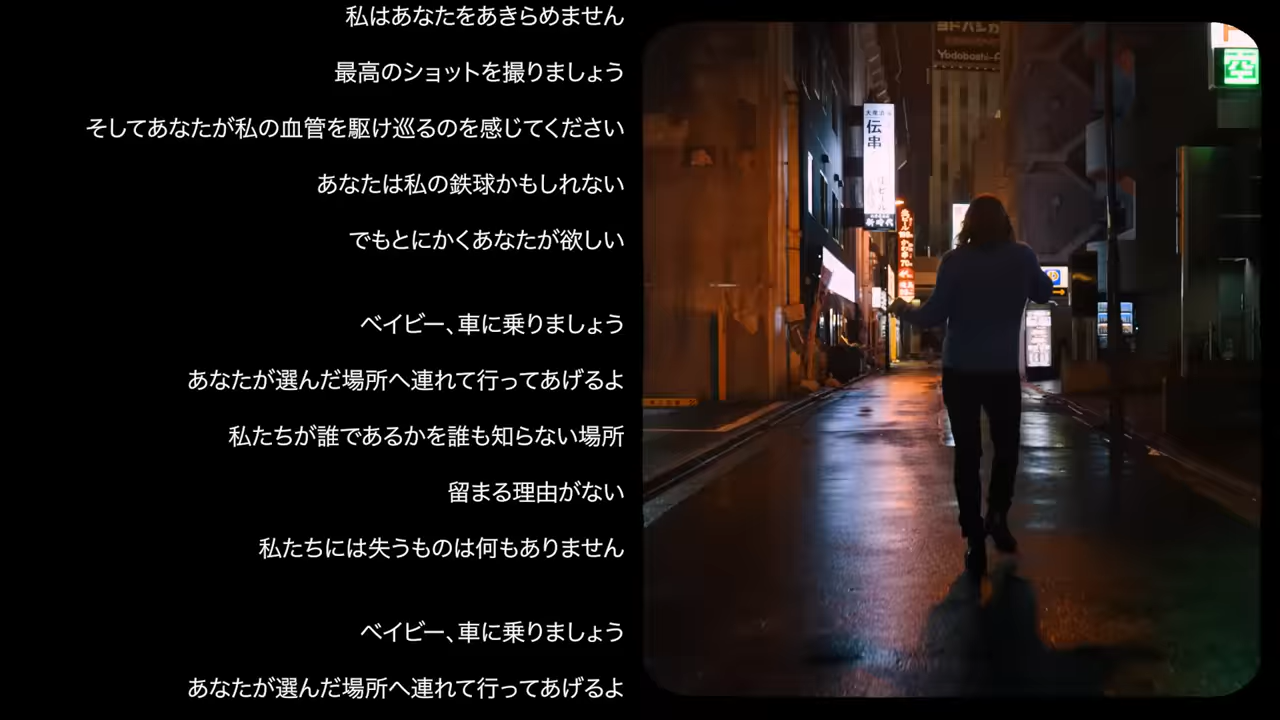 私はあなたをあきらめません
最高のショットを撮りましょう
そしてあなたが私の血管を駆け巡るのを感じてください
あなたは私の鉄球かもしれない
でもとにかくあなたが欲しい
ベイビー、車に乗りましょう
あなたが選んだ場所へ連れて行ってあげるよ
私たちが誰であるかを誰も知らない場所
留まる理由がない
私たちには失うものは何もありません
ベイビー、車に乗りましょう
あなたが選んだ場所へ連れて行ってあげるよ
ヨドバシカ
Yodobashi-
空
伝串
新時代